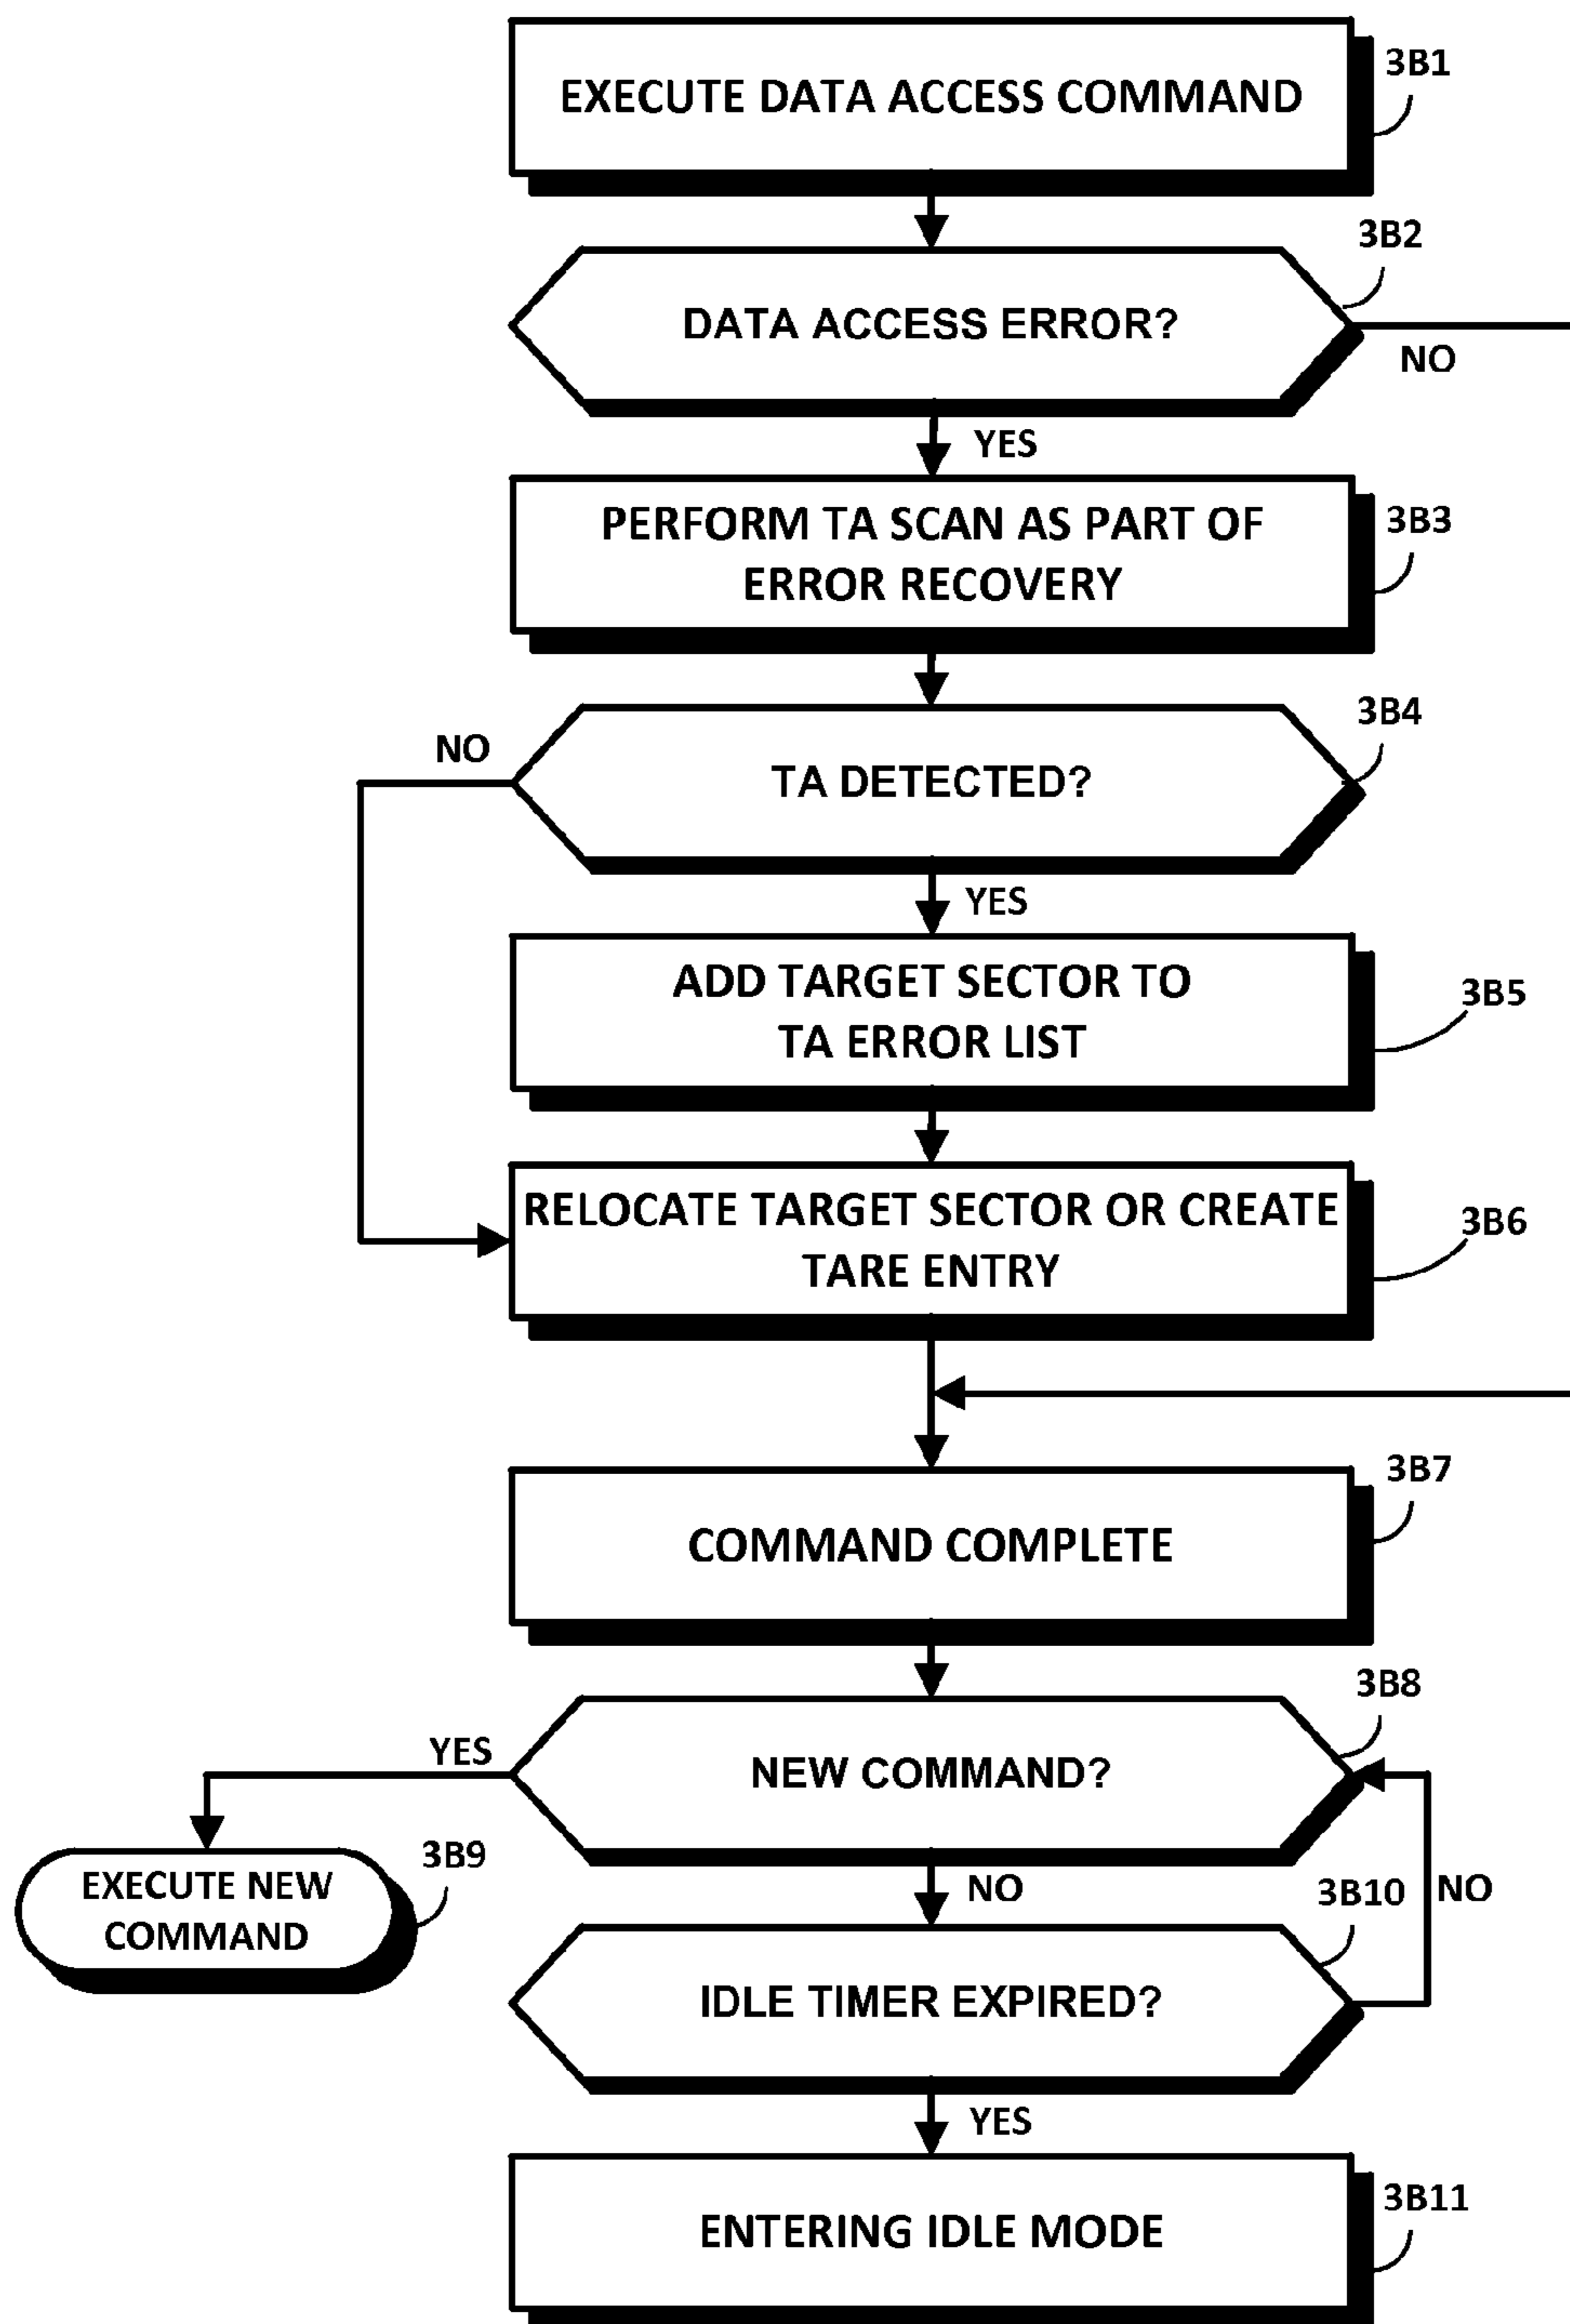 EXECUTE DATA ACCESS COMMAND
3B1
3B2
DATA ACCESS ERROR?
NO
YES
PERFORM TA SCAN AS PART OF
ERROR RECOVERY
3B3
3B4
NO
TA DETECTED?
YES
ADD TARGET SECTOR TO
TA ERROR LIST
3B5
RELOCATE TARGET SECTOR OR CREATE
TARE ENTRY
3B6
COMMAND COMPLETE
3B7
3B8
YES
NEW COMMAND?
3B9
EXECUTE NEW
COMMAND
NO
3B10
NO
IDLE TIMER EXPIRED?
YES
ENTERING IDLE MODE
3B11